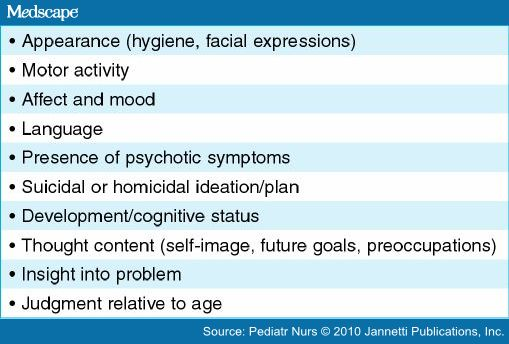 Medscape
• Appearance (hygiene, facial expressions)
• Motor activity
• Affect and mood
• Language
• Presence of psychotic symptoms
• Suicidal or homicidal ideation/plan
• Development/cognitive status
• Thought content (self-image, future goals, preoccupations)
• Insight into problem
• Judgment relative to age
Source: Pediatr Nurs © 2010 Jannetti Publications, Inc.